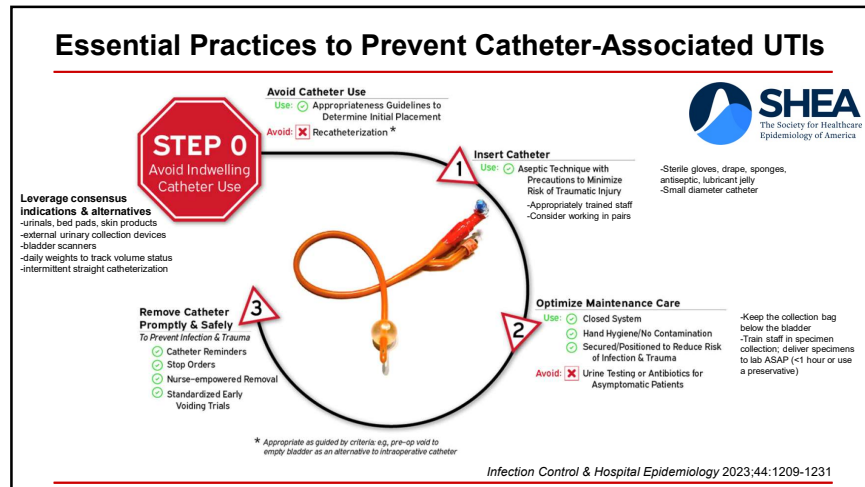 Essential Practices to Prevent Catheter-Associated UTIs
SHEA
The Society for Healthcare
Epidemiology of America
STEP 0
Avoid Indwelling
Catheter Use
Avoid Catheter Use
Use: Appropriateness Guidelines to
Determine Initial Placement
Avoid: Recatheterization *
Leverage consensus
indications & alternatives
-urinals, bed pads, skin products
-external urinary collection devices
-bladder scanners
-daily weights to track volume status
-intermittent straight catheterization
1
Insert Catheter
Use: Aseptic Technique with
Precautions to Minimize
Risk of Traumatic Injury
-Appropriately trained staff
-Consider working in pairs
-Sterile gloves, drape, sponges,
antiseptic, lubricant jelly
-Small diameter catheter
2
Optimize Maintenance Care
Use: Closed System
Hand Hygiene/No Contamination
Secured/Positioned to Reduce Risk
of Infection & Trauma
Avoid: Urine Testing or Antibiotics for
Asymptomatic Patients
-Keep the collection bag
below the bladder
-Train staff in specimen
collection; deliver specimens
to lab ASAP (<1 hour or use
a preservative)
3
Remove Catheter
Promptly & Safely
To Prevent Infection & Trauma
Catheter Reminders
Stop Orders
Nurse-empowered Removal
Standardized Early
Voiding Trials
* Appropriate as guided by criteria: e.g., pre-op void to
empty bladder as an alternative to intraoperative catheter
Infection Control & Hospital Epidemiology 2023;44:1209-1231